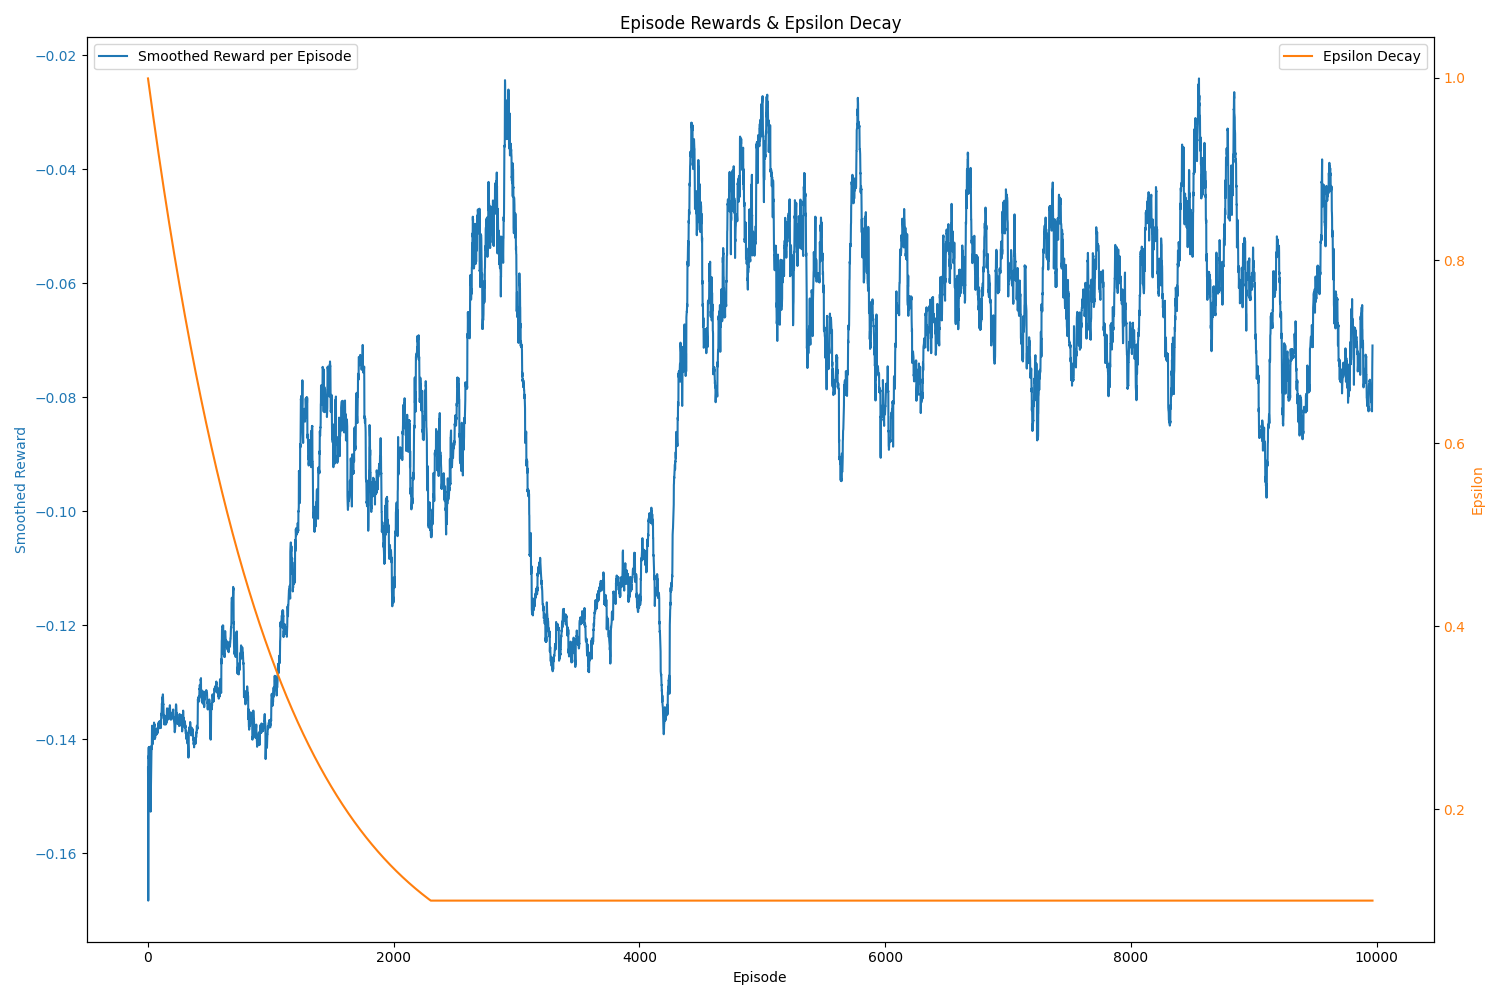 Episode Rewards & Epsilon Decay
Smoothed Reward per Episode
Epsilon Decay
−0.02
−0.04
−0.06
−0.08
−0.10
−0.12
−0.14
−0.16
Smoothed Reward
1.0
0.8
0.6
0.4
0.2
Epsilon
0 2000 4000 6000 8000 10000
Episode